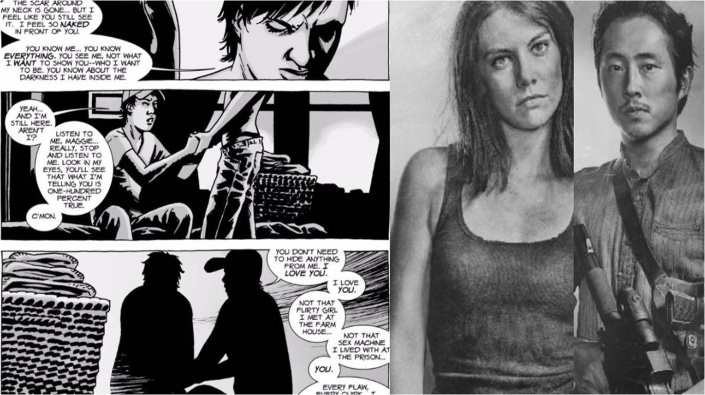 THE SCAR AROUND
MY NECK IS GONE... BUT I
FEEL LIKE YOU STILL SEE
IT. I FEEL SO NAKED
IN FRONT OF YOU.
YOU KNOW ME... YOU KNOW
EVERYTHING. YOU SEE ME, NOT WHAT
I WANT TO SHOW YOU--WHO I WANT
TO BE. YOU KNOW ABOUT THE
DARKNESS I HAVE INSIDE ME.
YEAH...
AND I'M
STILL HERE.
AREN'T
I?
LISTEN TO
ME, MAGGIE...
REALLY, STOP
AND LISTEN TO
ME. LOOK IN MY
EYES, YOU'LL SEE
THAT WHAT I'M
TELLING YOU IS
ONE-HUNDRED
PERCENT
TRUE.
C'MON.
YOU DON'T
NEED TO HIDE ANYTHING
FROM ME. I
LOVE YOU.
I LOVE
YOU.
NOT THAT
FLIRTY GIRL
I MET AT
THE FARM
HOUSE...
NOT THAT
SEX MACHINE
I LIVED WITH AT
THE PRISON...
YOU.
EVERY FLAW,